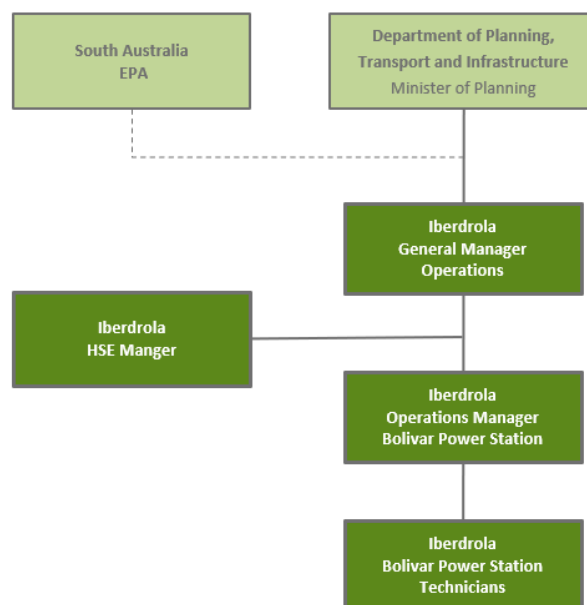 South Australia
EPA
Department of Planning,
Transport and Infrastructure
Minister of Planning
Iberdrola
General Manager
Operations
Iberdrola
HSE Manger
Iberdrola
Operations Manager
Bolivar Power Station
Iberdrola
Bolivar Power Station
Technicians